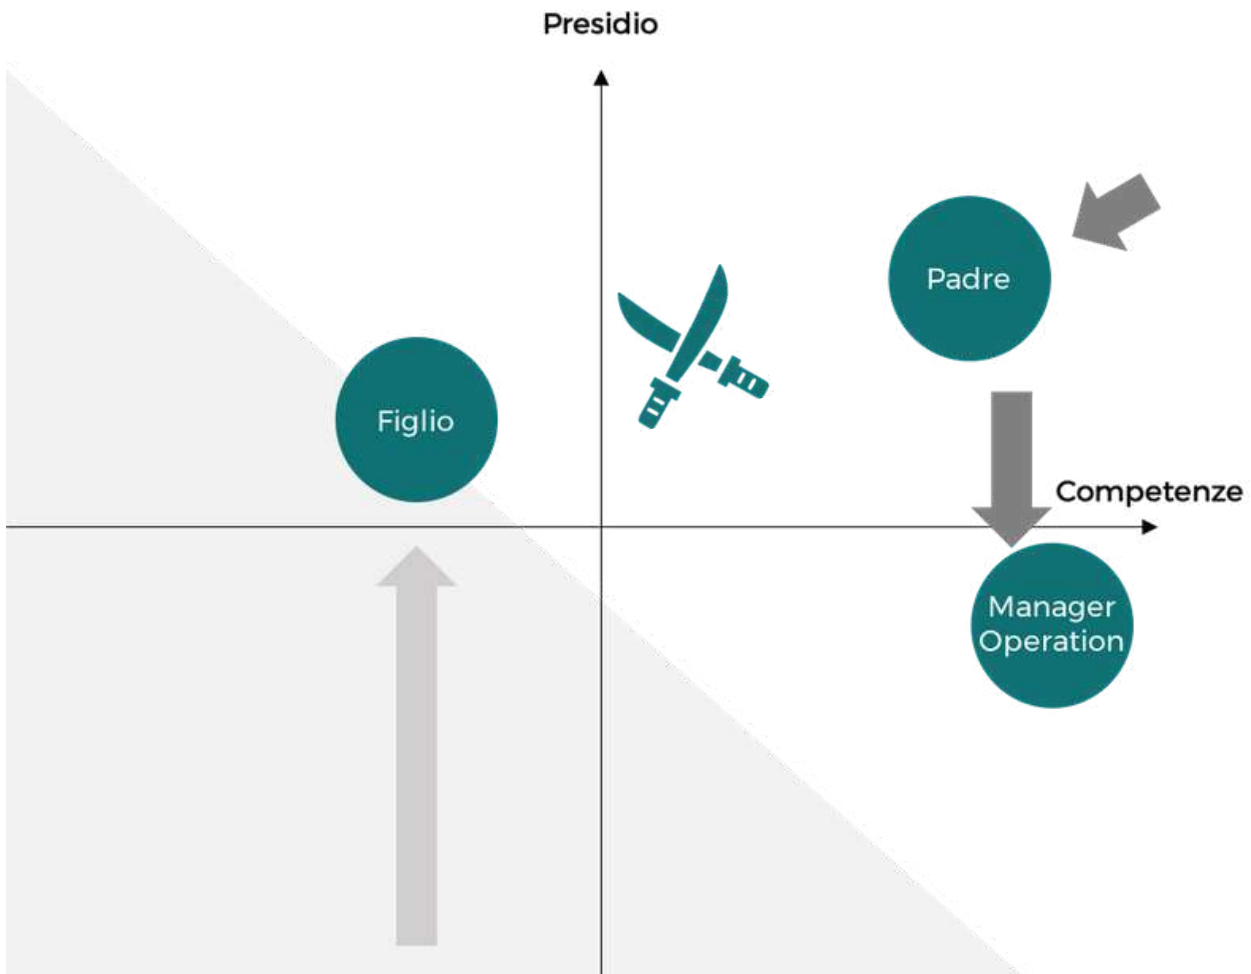 Presidio
Padre
Figlio
Competenze
Manager
Operation